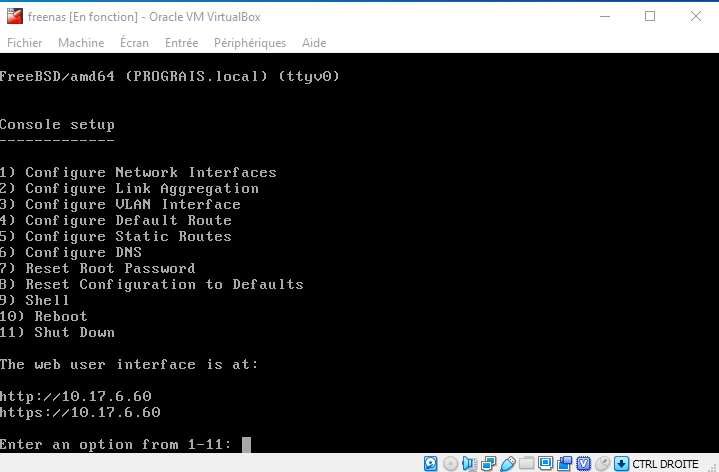 freenas [En fonction] - Oracle VM VirtualBox
Fichier Machine Écran Entrée Périphériques Aide
FreeBSD/amd64 (PROGRAIS.local) (ttyv0)
Console setup
-------------
1) Configure Network Interfaces
2) Configure Link Aggregation
3) Configure VLAN Interface
4) Configure Default Route
5) Configure Static Routes
6) Configure DNS
7) Reset Root Password
8) Reset Configuration to Defaults
9) Shell
10) Reboot
11) Shut Down
The web user interface is at:
http://10.17.6.60
https://10.17.6.60
Enter an option from 1-11:
CTRL DROITE